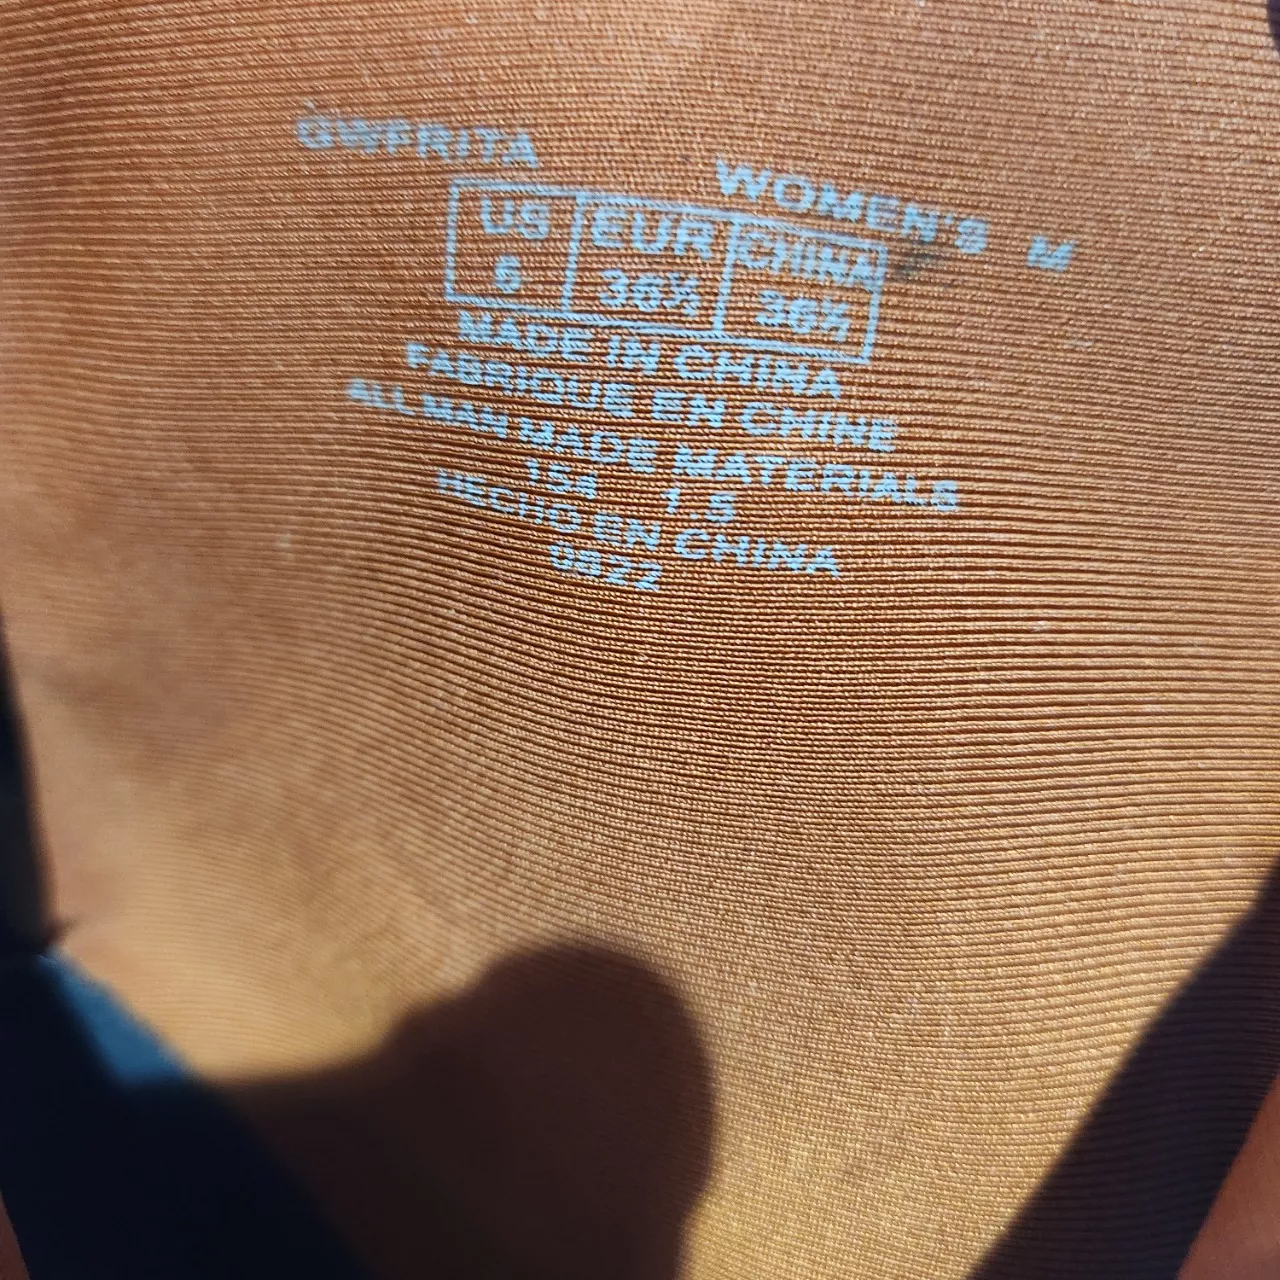 GWFRITA WOMEN'S M
US EUR CHINA
6 36½ 36½
MADE IN CHINA
FABRIQUE EN CHINE
ALL MAN MADE MATERIALS
154 1.5
HECHO EN CHINA
0822